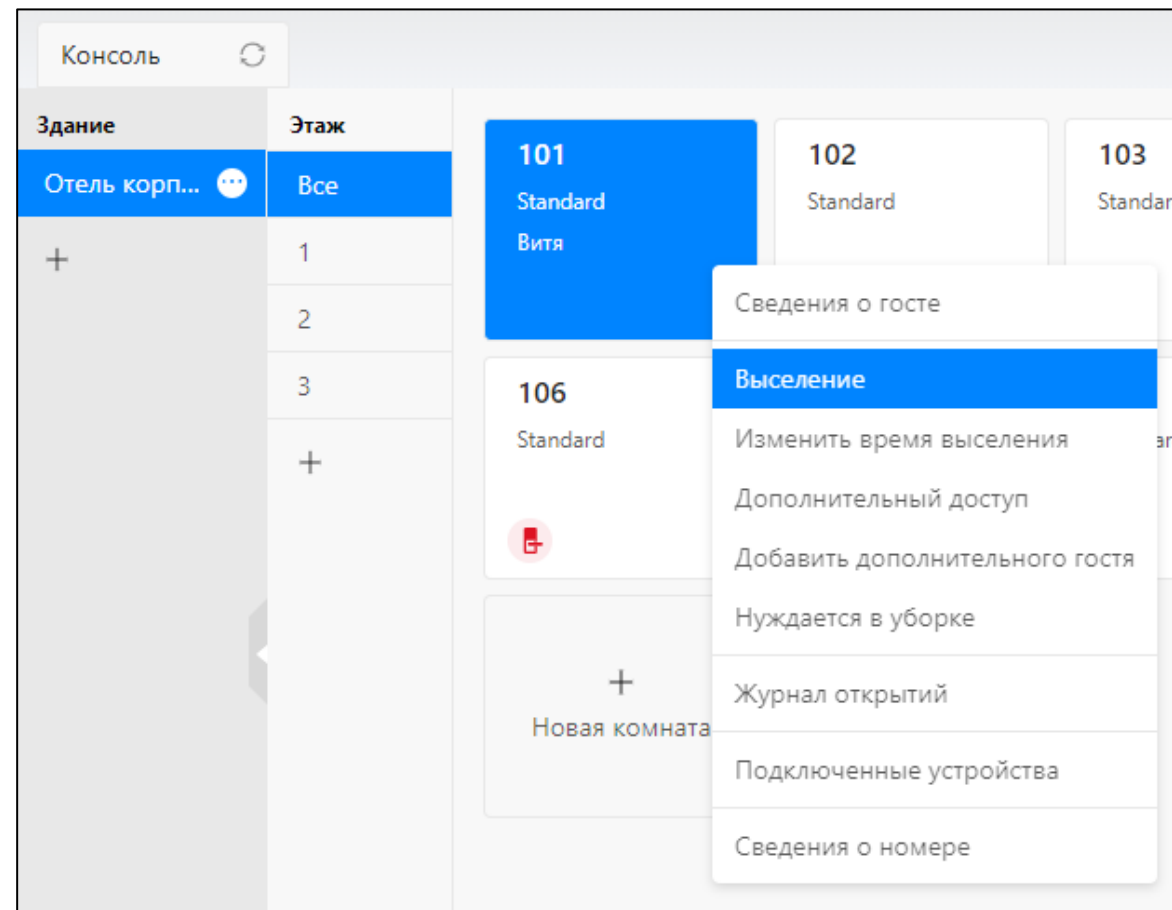 Консоль
Здание
Отель корп...
Этаж
Все
1
2
3
101
Standard
Витя
102
Standard
103
Standar
106
Standard
Новая комната
Сведения о госте
Выселение
Изменить время выселения
Дополнительный доступ
Добавить дополнительного гостя
Нуждается в уборке
Журнал открытий
Подключенные устройства
Сведения о номере